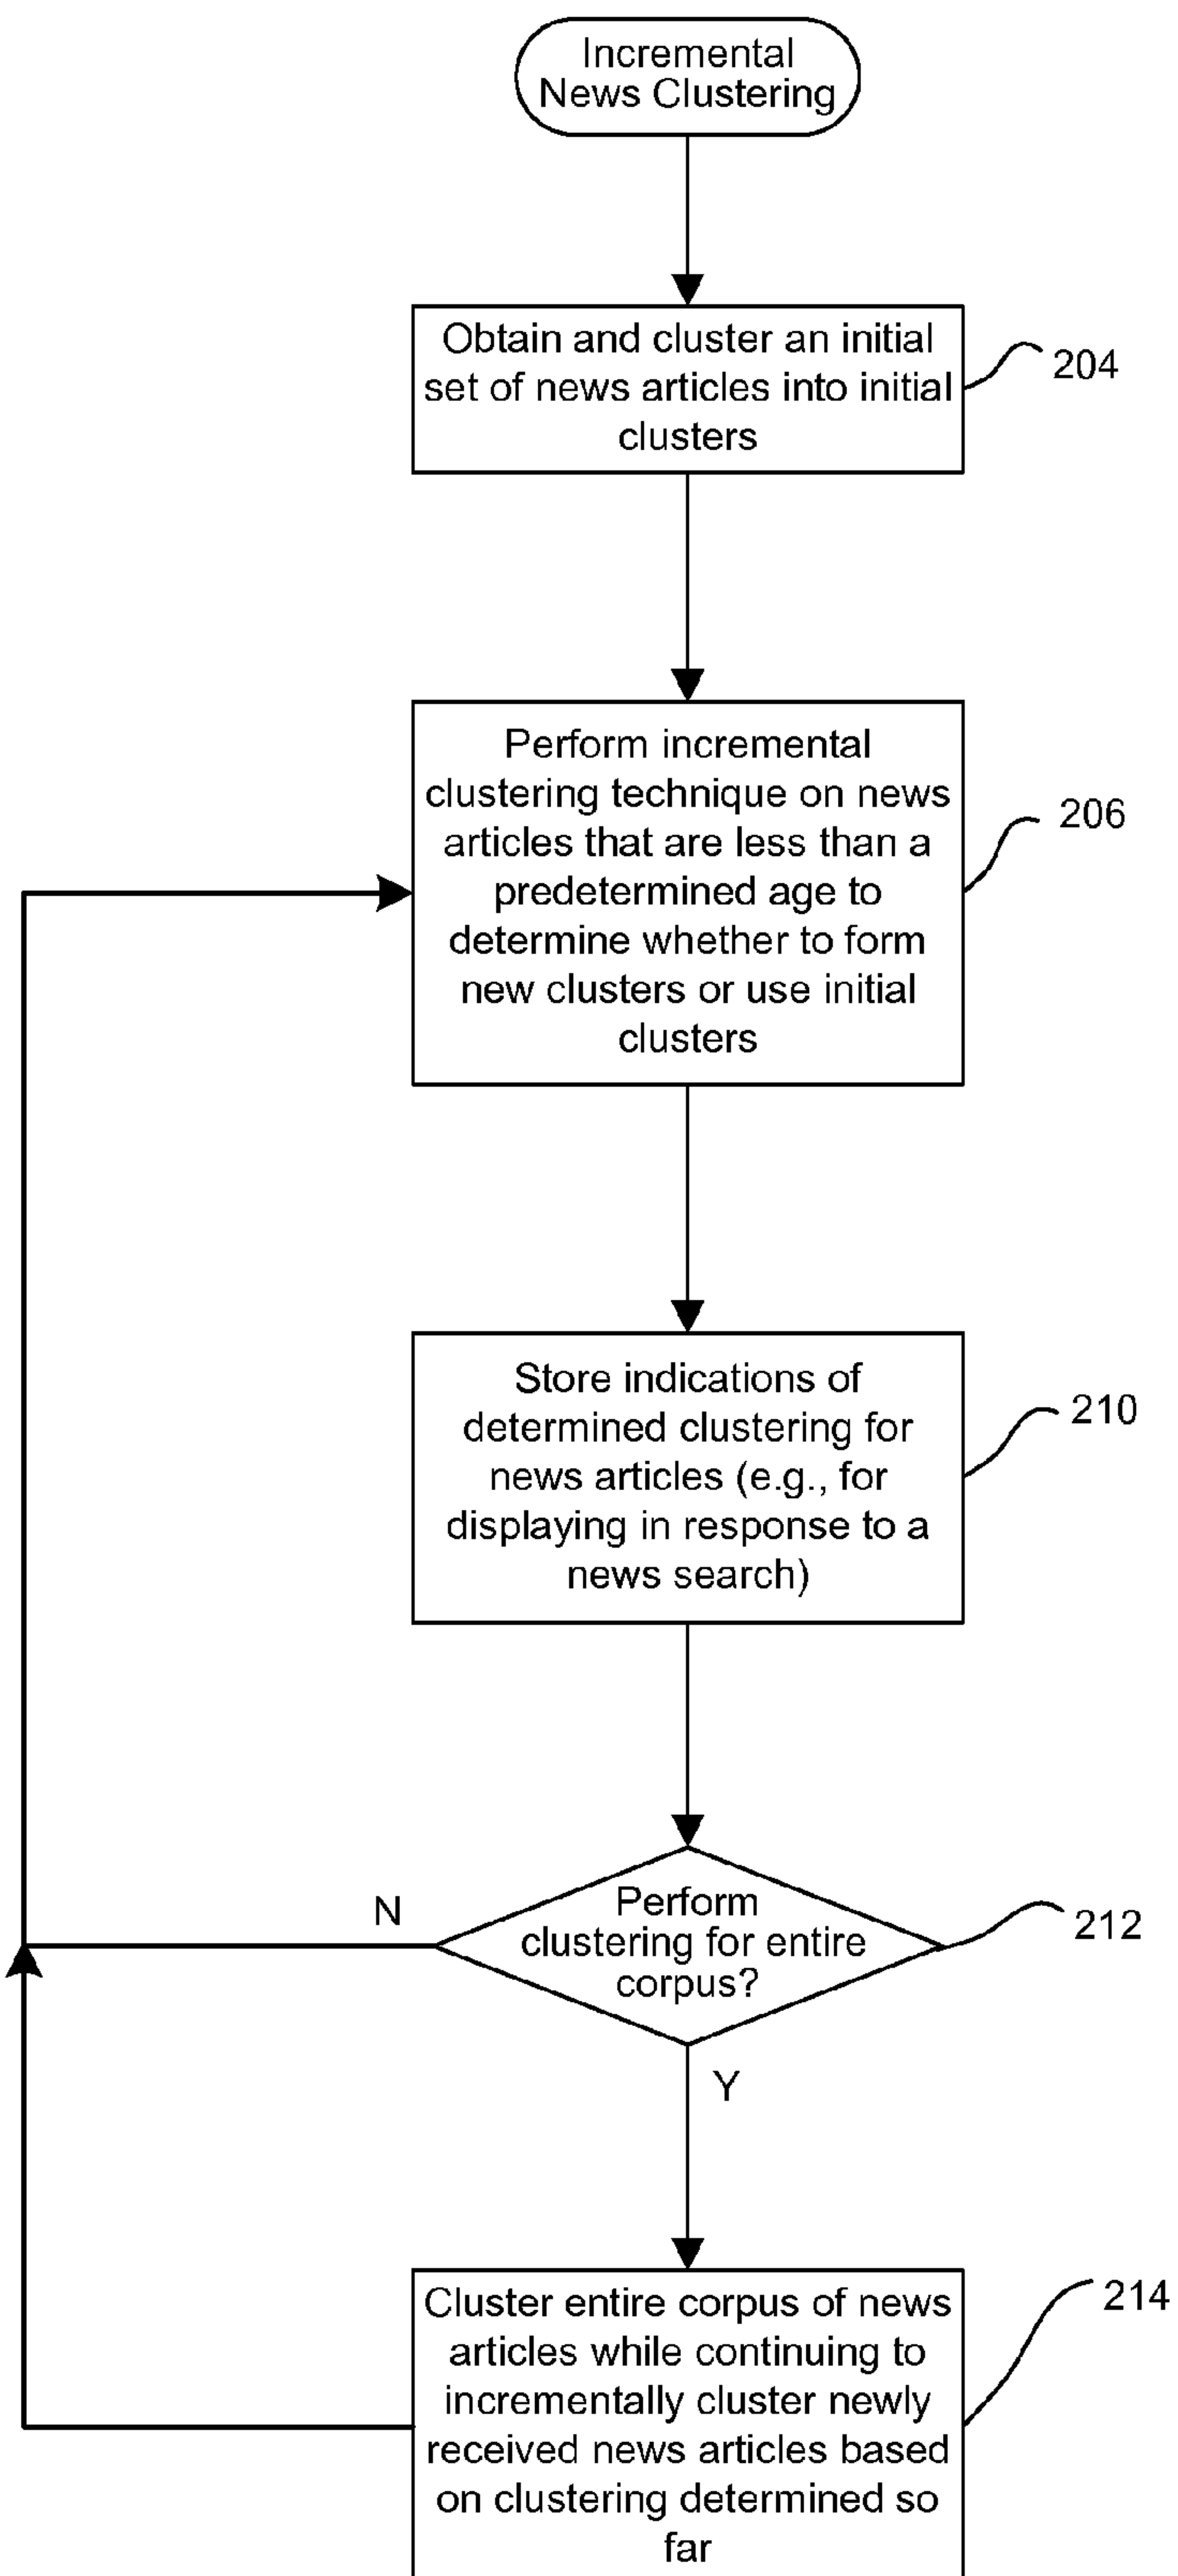 Incremental
News Clustering
Obtain and cluster an initial
set of news articles into initial
clusters
204
Perform incremental
clustering technique on news
articles that are less than a
predetermined age to
determine whether to form
new clusters or use initial
clusters
206
Store indications of
determined clustering for
news articles (e.g., for
displaying in response to a
news search)
210
Perform
clustering for entire
corpus?
212
N
Y
Cluster entire corpus of news
articles while continuing to
incrementally cluster newly
received news articles based
on clustering determined so
far
214